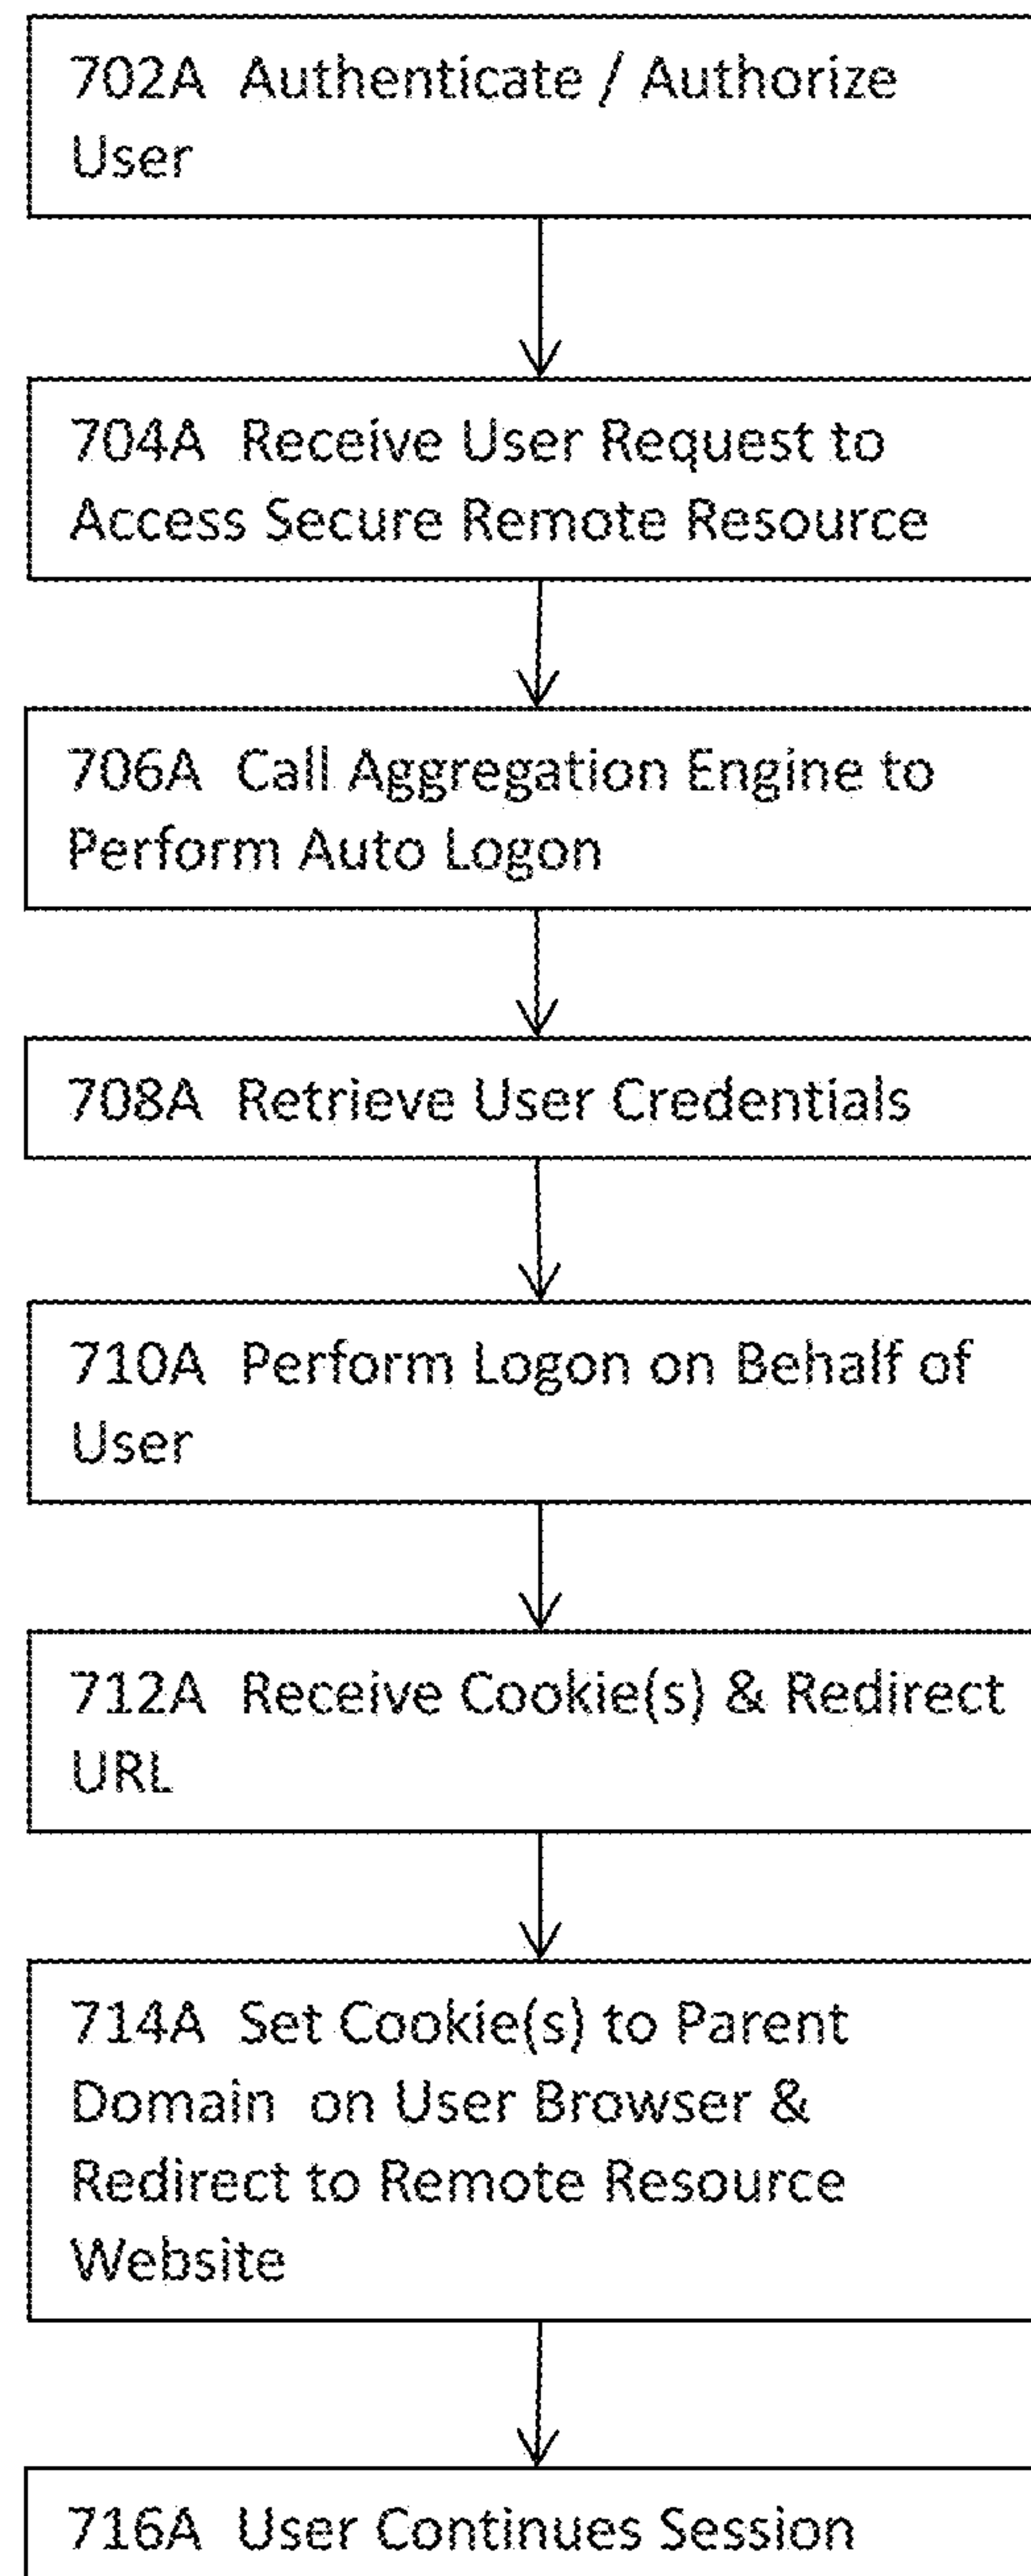 702A Authenticate / Authorize
User
704A Receive User Request to
Access Secure Remote Resource
706A Call Aggregation Engine to
Perform Auto Logon
708A Retrieve User Credentials
710A Perform Logon on Behalf of
User
712A Receive Cookie(s) & Redirect
URL
714A Set Cookie(s) to Parent
Domain on User Browser &
Redirect to Remote Resource
Website
716A User Continues Session